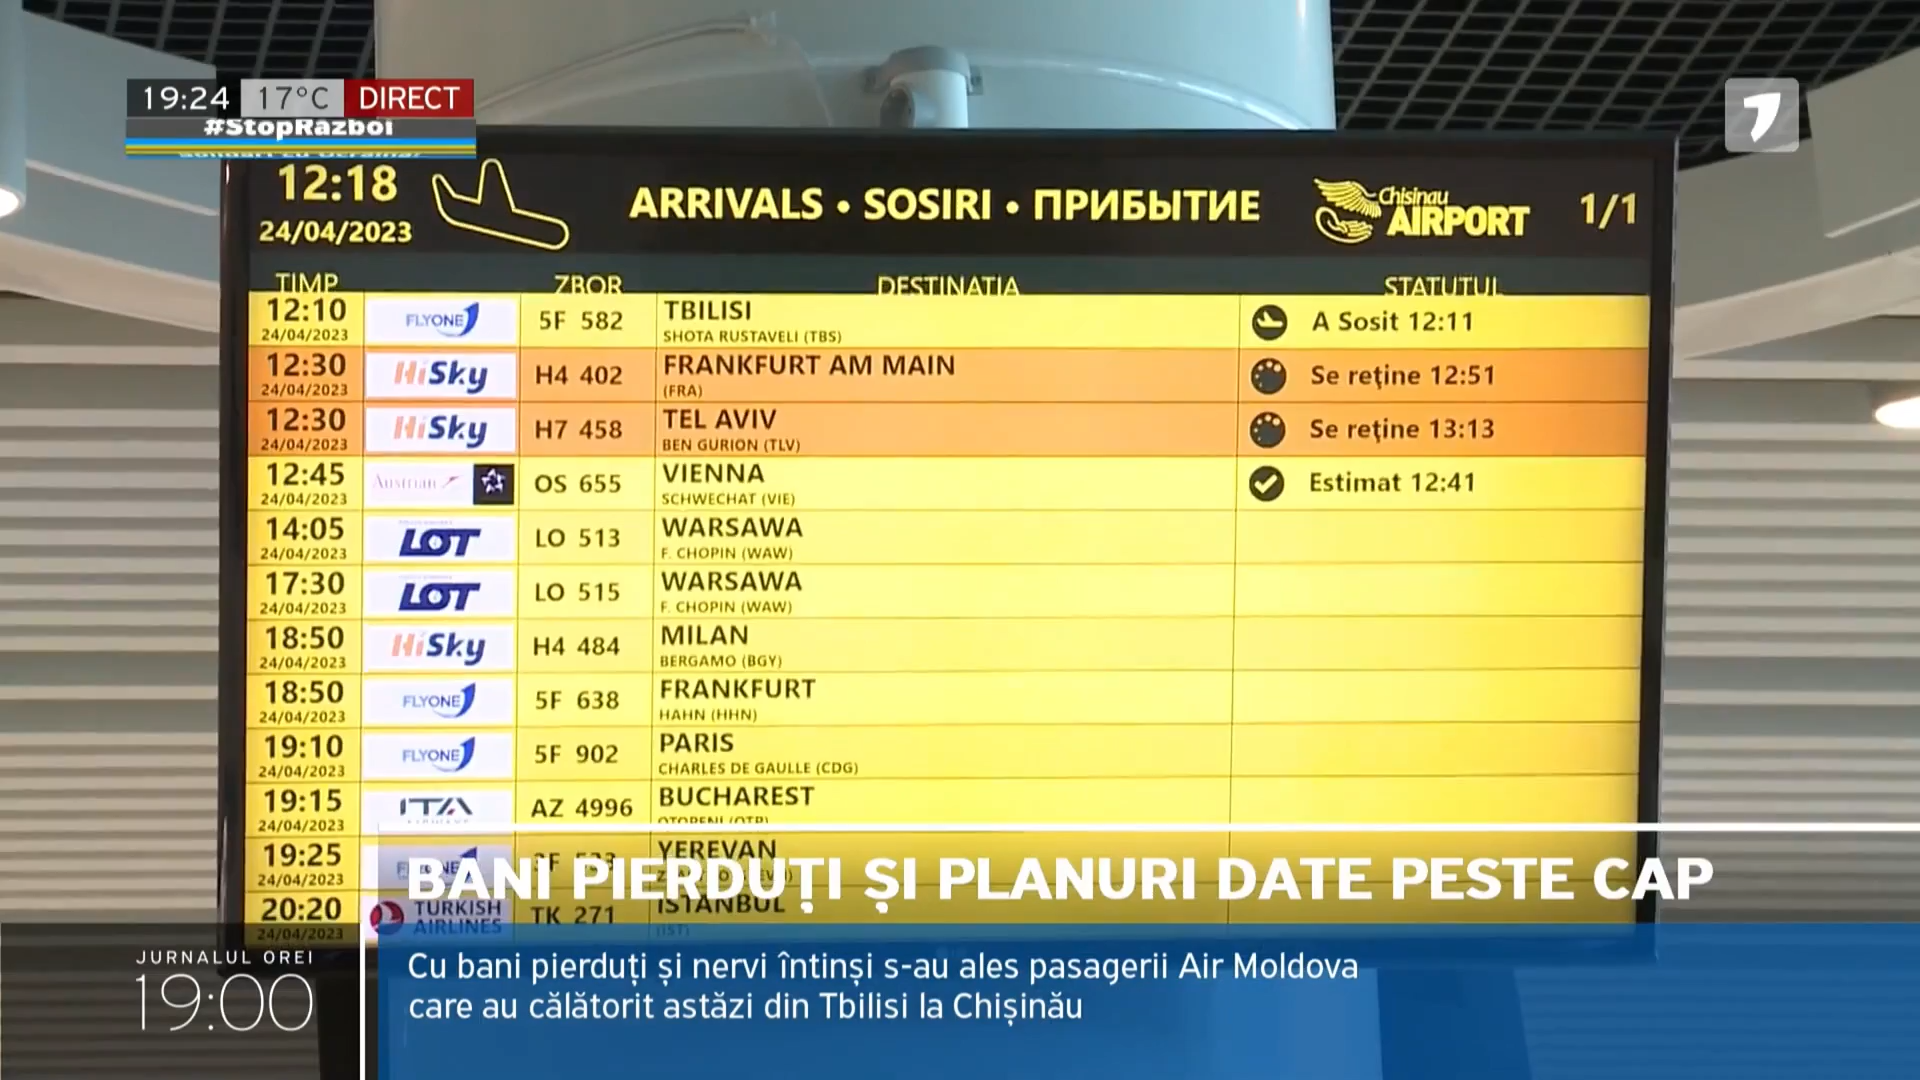 19:24 17°C DIRECT
#StopRăzboi
12:18
24/04/2023
ARRIVALS • SOSIRI • ПРИБЫТИЕ
Chisinau
AIRPORT
1/1
TIMP ZBOR DESTINAȚIA STATUTUL
12:10 FLYONE 5F 582 TBILISI A Sosit 12:11
24/04/2023 SHOTA RUSTAVELI (TBS)
12:30 HiSky H4 402 FRANKFURT AM MAIN Se reţine 12:51
24/04/2023 (FRA)
12:30 HiSky H7 458 TEL AVIV Se reţine 13:13
24/04/2023 BEN GURION (TLV)
12:45 Austrian OS 655 VIENNA Estimat 12:41
24/04/2023 SCHWECHAT (VIE)
14:05 LOT LO 513 WARSAWA
24/04/2023 F. CHOPIN (WAW)
17:30 LOT LO 515 WARSAWA
24/04/2023 F. CHOPIN (WAW)
18:50 HiSky H4 484 MILAN
24/04/2023 BERGAMO (BGY)
18:50 FLYONE 5F 638 FRANKFURT
24/04/2023 HAHN (HHN)
19:10 FLYONE 5F 902 PARIS
24/04/2023 CHARLES DE GAULLE (CDG)
19:15 ITA AZ 4996 BUCHAREST
24/04/2023 OTOPENI (OTP)
19:25 FLYONE YEREVAN
24/04/2023
20:20 TURKISH AIRLINES TK 271 ISTANBUL
24/04/2023 (IST)
BANI PIERDUȚI ȘI PLANURI DATE PESTE CAP
JURNALUL OREI
19:00
Cu bani pierduți și nervi întinși s-au ales pasagerii Air Moldova
care au călătorit astăzi din Tbilisi la Chișinău